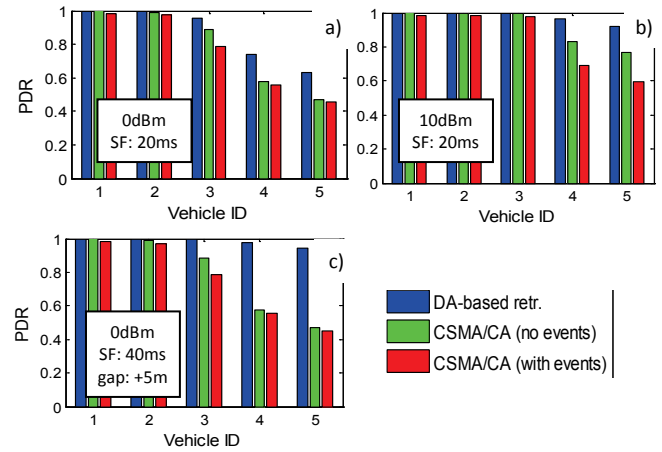 a)
1
0.8
0.6
0.4
0.2
0
PDR
0dBm
SF: 20ms
1 2 3 4 5
Vehicle ID
b)
1
0.8
0.6
0.4
0.2
0
10dBm
SF: 20ms
1 2 3 4 5
Vehicle ID
c)
1
0.8
0.6
0.4
0.2
0
PDR
0dBm
SF: 40ms
gap: +5m
1 2 3 4 5
Vehicle ID
DA-based retr.
CSMA/CA (no events)
CSMA/CA (with events)